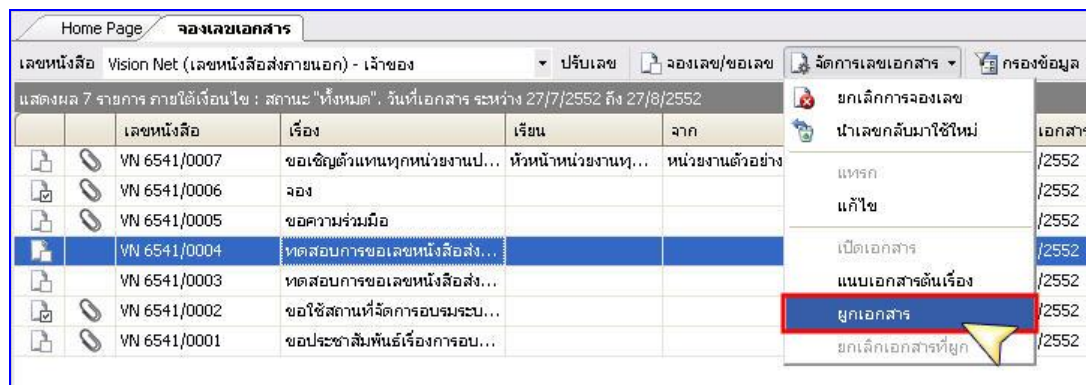 Home Page จองเลขเอกสาร
เลขหนังสือ Vision Net (เลขหนังสือส่งภายนอก) - เจ้าของ ปรับเลข จองเลข/ขอเลข จัดการเลขเอกสาร กรองข้อมูล
แสดงผล 7 รายการ ภายใต้เงื่อนไข : สถานะ "ทั้งหมด". วันที่เอกสาร ระหว่าง 27/7/2552 ถึง 27/8/2552 ยกเลิกการจองเลข
เลขหนังสือ เรื่อง เรียน จาก นำเลขกลับมาใช้ใหม่ เอกสาร
VN 6541/0007 ขอเชิญตัวแทนทุกหน่วยงานป... หัวหน้าหน่วยงานทุ... หน่วยงานตัวอย่าง แทรก /2552
VN 6541/0006 จอง แก้ไข /2552
VN 6541/0005 ขอความร่วมมือ /2552
VN 6541/0004 ทดสอบการขอเลขหนังสือส่ง... เปิดเอกสาร /2552
VN 6541/0003 ทดสอบการขอเลขหนังสือส่ง... แนบเอกสารต้นเรื่อง /2552
VN 6541/0002 ขอใช้สถานที่จัดการอบรมระบ... ผูกเอกสาร /2552
VN 6541/0001 ขอประชาสัมพันธ์เรื่องการอบ... ยกเลิกเอกสารที่ผูก /2552